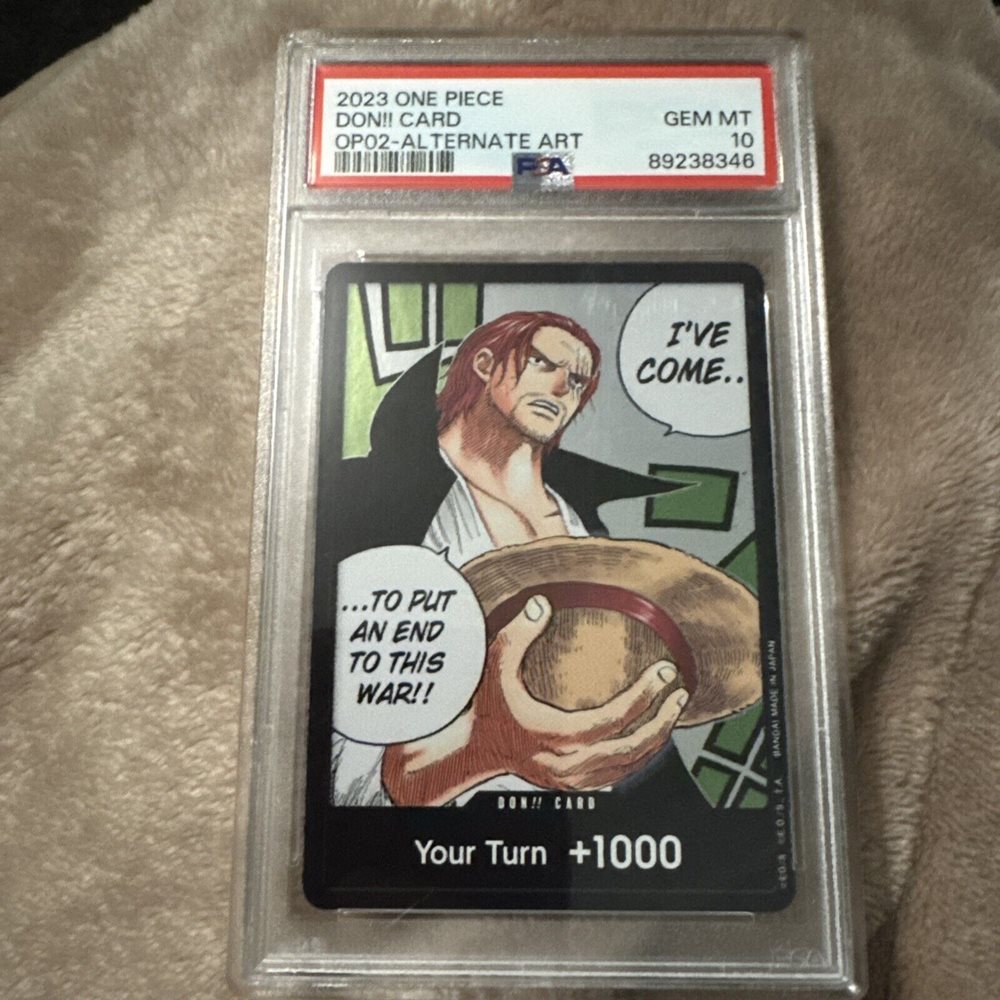 2023 ONE PIECE
DON!! CARD
OP02-ALTERNATE ART
GEM MT
10
89238346
PSA
I'VE
COME..
...TO PUT
AN END
TO THIS
WAR!!
DON!! CARD
Your Turn +1000
BANDAI MADE IN JAPAN